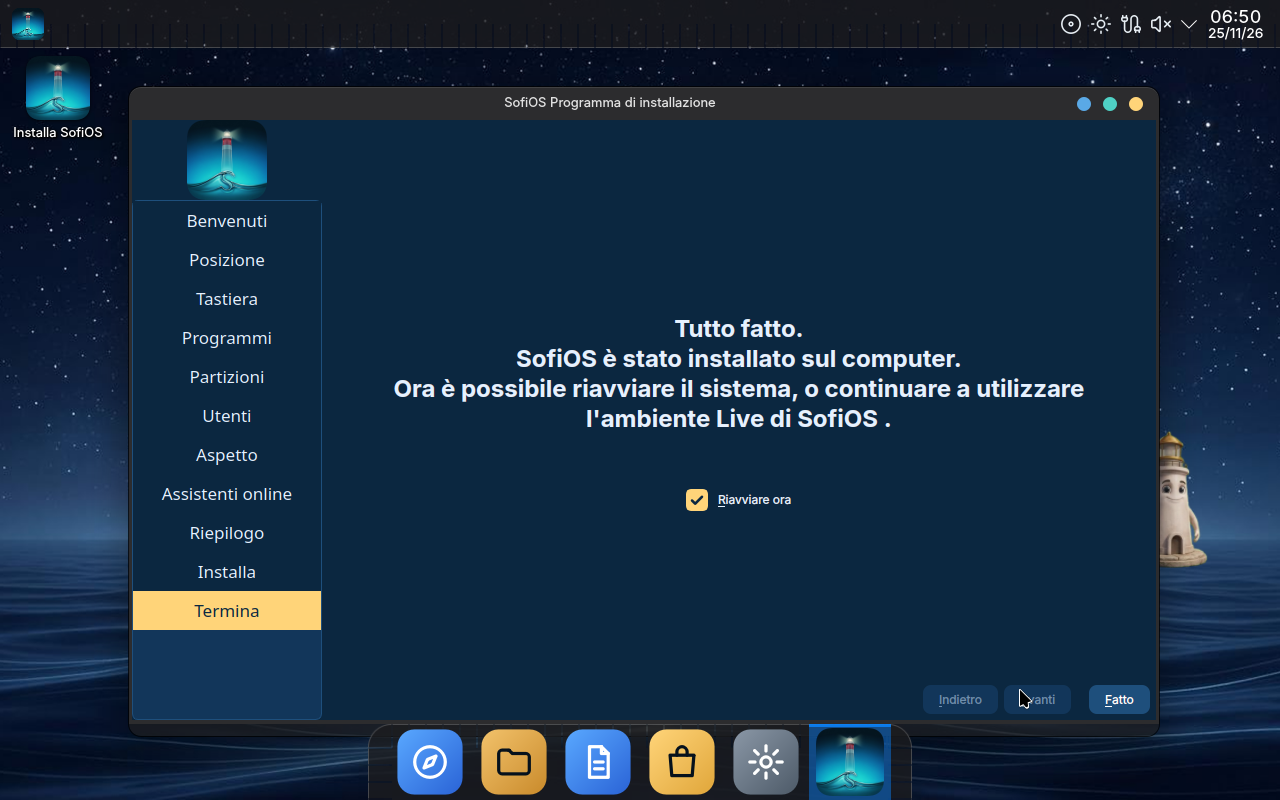 06:50
25/11/26
Installa SofiOS
SofiOS Programma di installazione
Benvenuti
Posizione
Tastiera
Programmi
Partizioni
Utenti
Aspetto
Assistenti online
Riepilogo
Installa
Termina
Tutto fatto.
SofiOS è stato installato sul computer.
Ora è possibile riavviare il sistema, o continuare a utilizzare
l'ambiente Live di SofiOS .
Riavviare ora
Indietro
Fatto